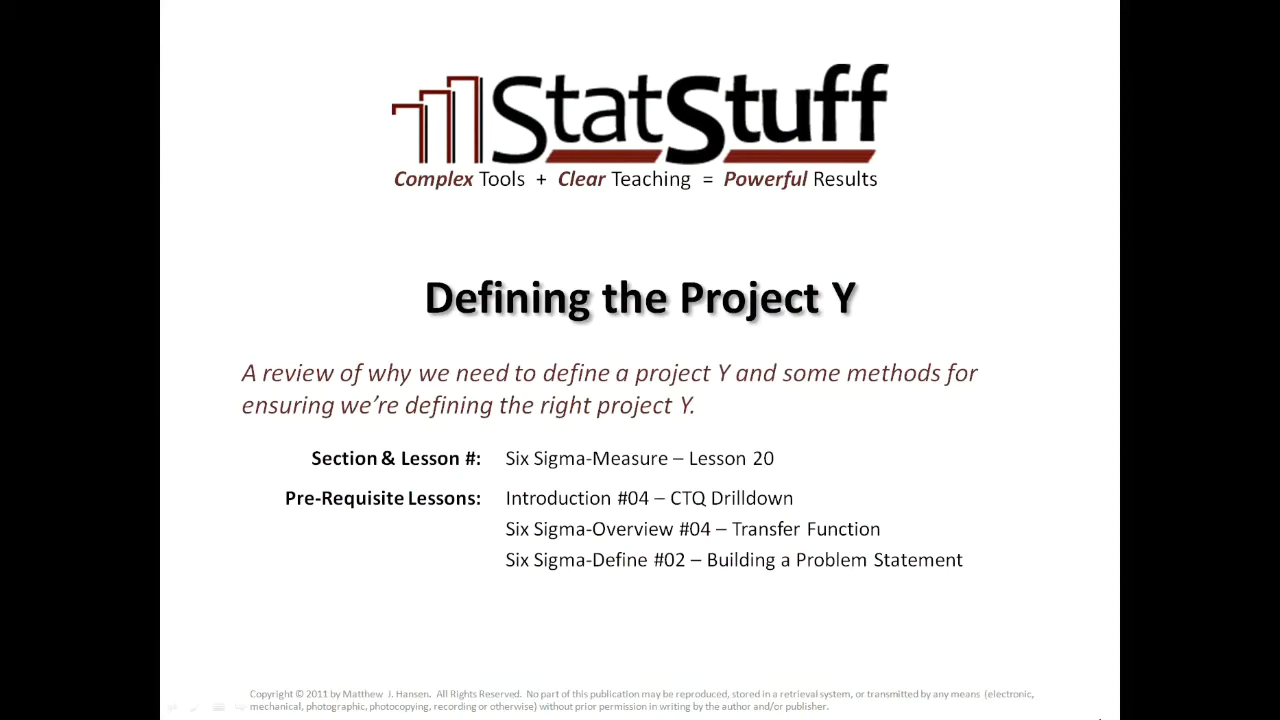 StatStuff
Complex Tools + Clear Teaching = Powerful Results
Defining the Project Y
A review of why we need to define a project Y and some methods for
ensuring we're defining the right project Y.
Section & Lesson #: Six Sigma-Measure – Lesson 20
Pre-Requisite Lessons: Introduction #04 – CTQ Drilldown
Six Sigma-Overview #04 – Transfer Function
Six Sigma-Define #02 – Building a Problem Statement
Copyright © 2011 by Matthew J. Hansen. All Rights Reserved. No part of this publication may be reproduced, stored in a retrieval system, or transmitted by any means (electronic,
mechanical, photographic, photocopying, recording or otherwise) without prior permission in writing by the author and/or publisher.